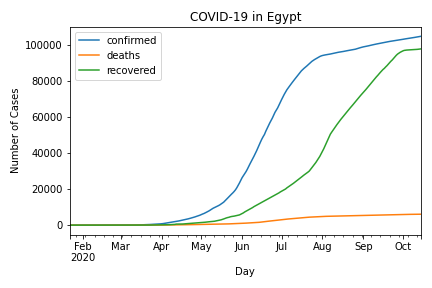 COVID-19 in Egypt
confirmed
deaths
recovered
Number of Cases
100000
80000
60000
40000
20000
0
Feb Mar Apr May Jun Jul Aug Sep Oct
2020
Day